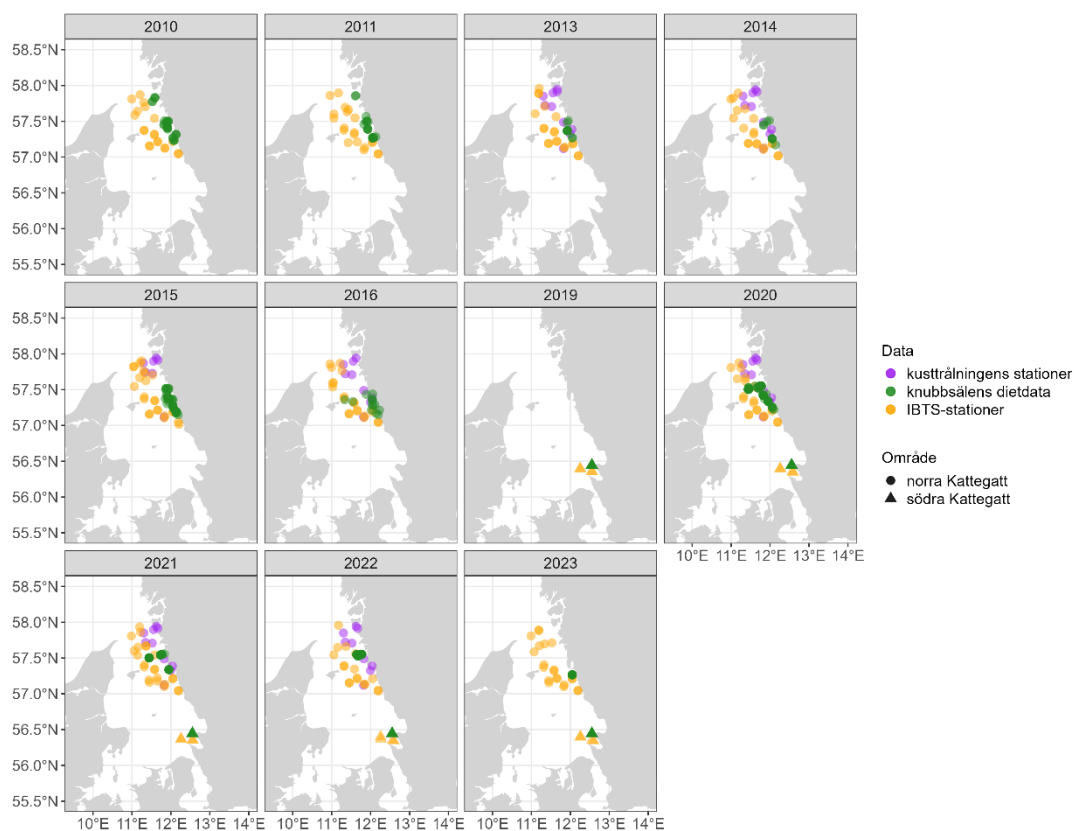 2010 2011 2013 2014
58.5°N
58.0°N
57.5°N
57.0°N
56.5°N
56.0°N
55.5°N
2015 2016 2019 2020
58.5°N
58.0°N
57.5°N
57.0°N
56.5°N
56.0°N
55.5°N
10°E 11°E 12°E 13°E 14°E
2021 2022 2023
58.5°N
58.0°N
57.5°N
57.0°N
56.5°N
56.0°N
55.5°N
10°E 11°E 12°E 13°E 14°E 10°E 11°E 12°E 13°E 14°E 10°E 11°E 12°E 13°E 14°E
Data
kusttrålningens stationer
knubbsälens dietdata
IBTS-stationer
Område
norra Kattegatt
södra Kattegatt